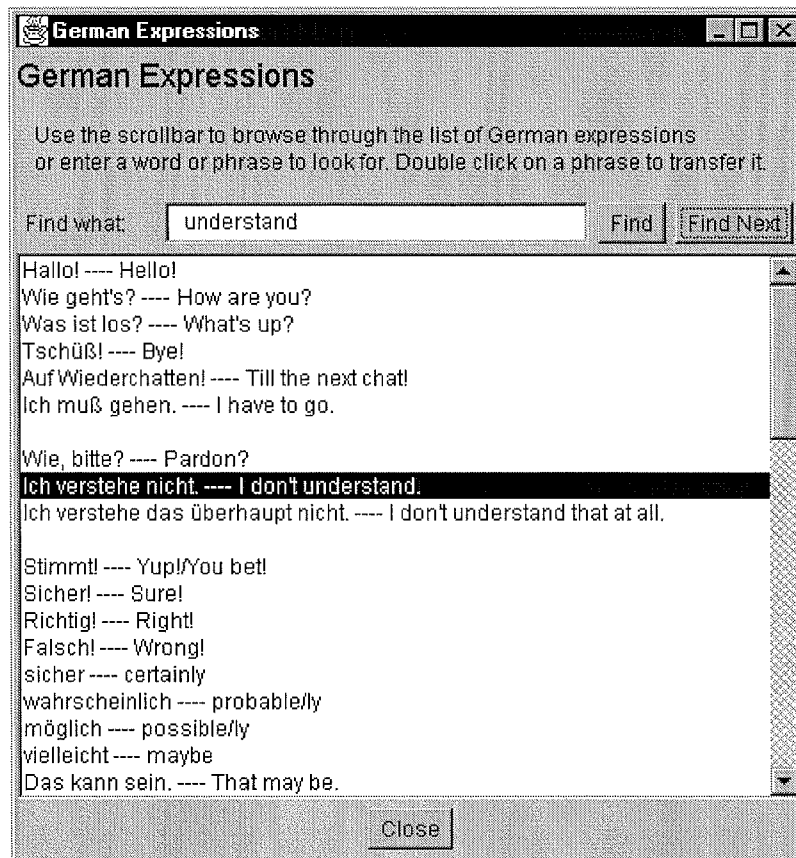 German Expressions
German Expressions
Use the scrollbar to browse through the list of German expressions
or enter a word or phrase to look for. Double click on a phrase to transfer it.
Find what: understand Find Find Next
Hallo! ---- Hello!
Wie geht's? ---- How are you?
Was ist los? ---- What's up?
Tschüß! ---- Bye!
Auf Wiederchatten! ---- Till the next chat!
Ich muß gehen. ---- I have to go.
Wie, bitte? ---- Pardon?
Ich verstehe nicht. ---- I don't understand.
Ich verstehe das überhaupt nicht. ---- I don't understand that at all.
Stimmt! ---- Yup!/You bet!
Sicher! ---- Sure!
Richtig! ---- Right!
Falsch! ---- Wrong!
sicher ---- certainly
wahrscheinlich ---- probable/ly
möglich ---- possible/ly
vielleicht ---- maybe
Das kann sein. ---- That may be.
Close